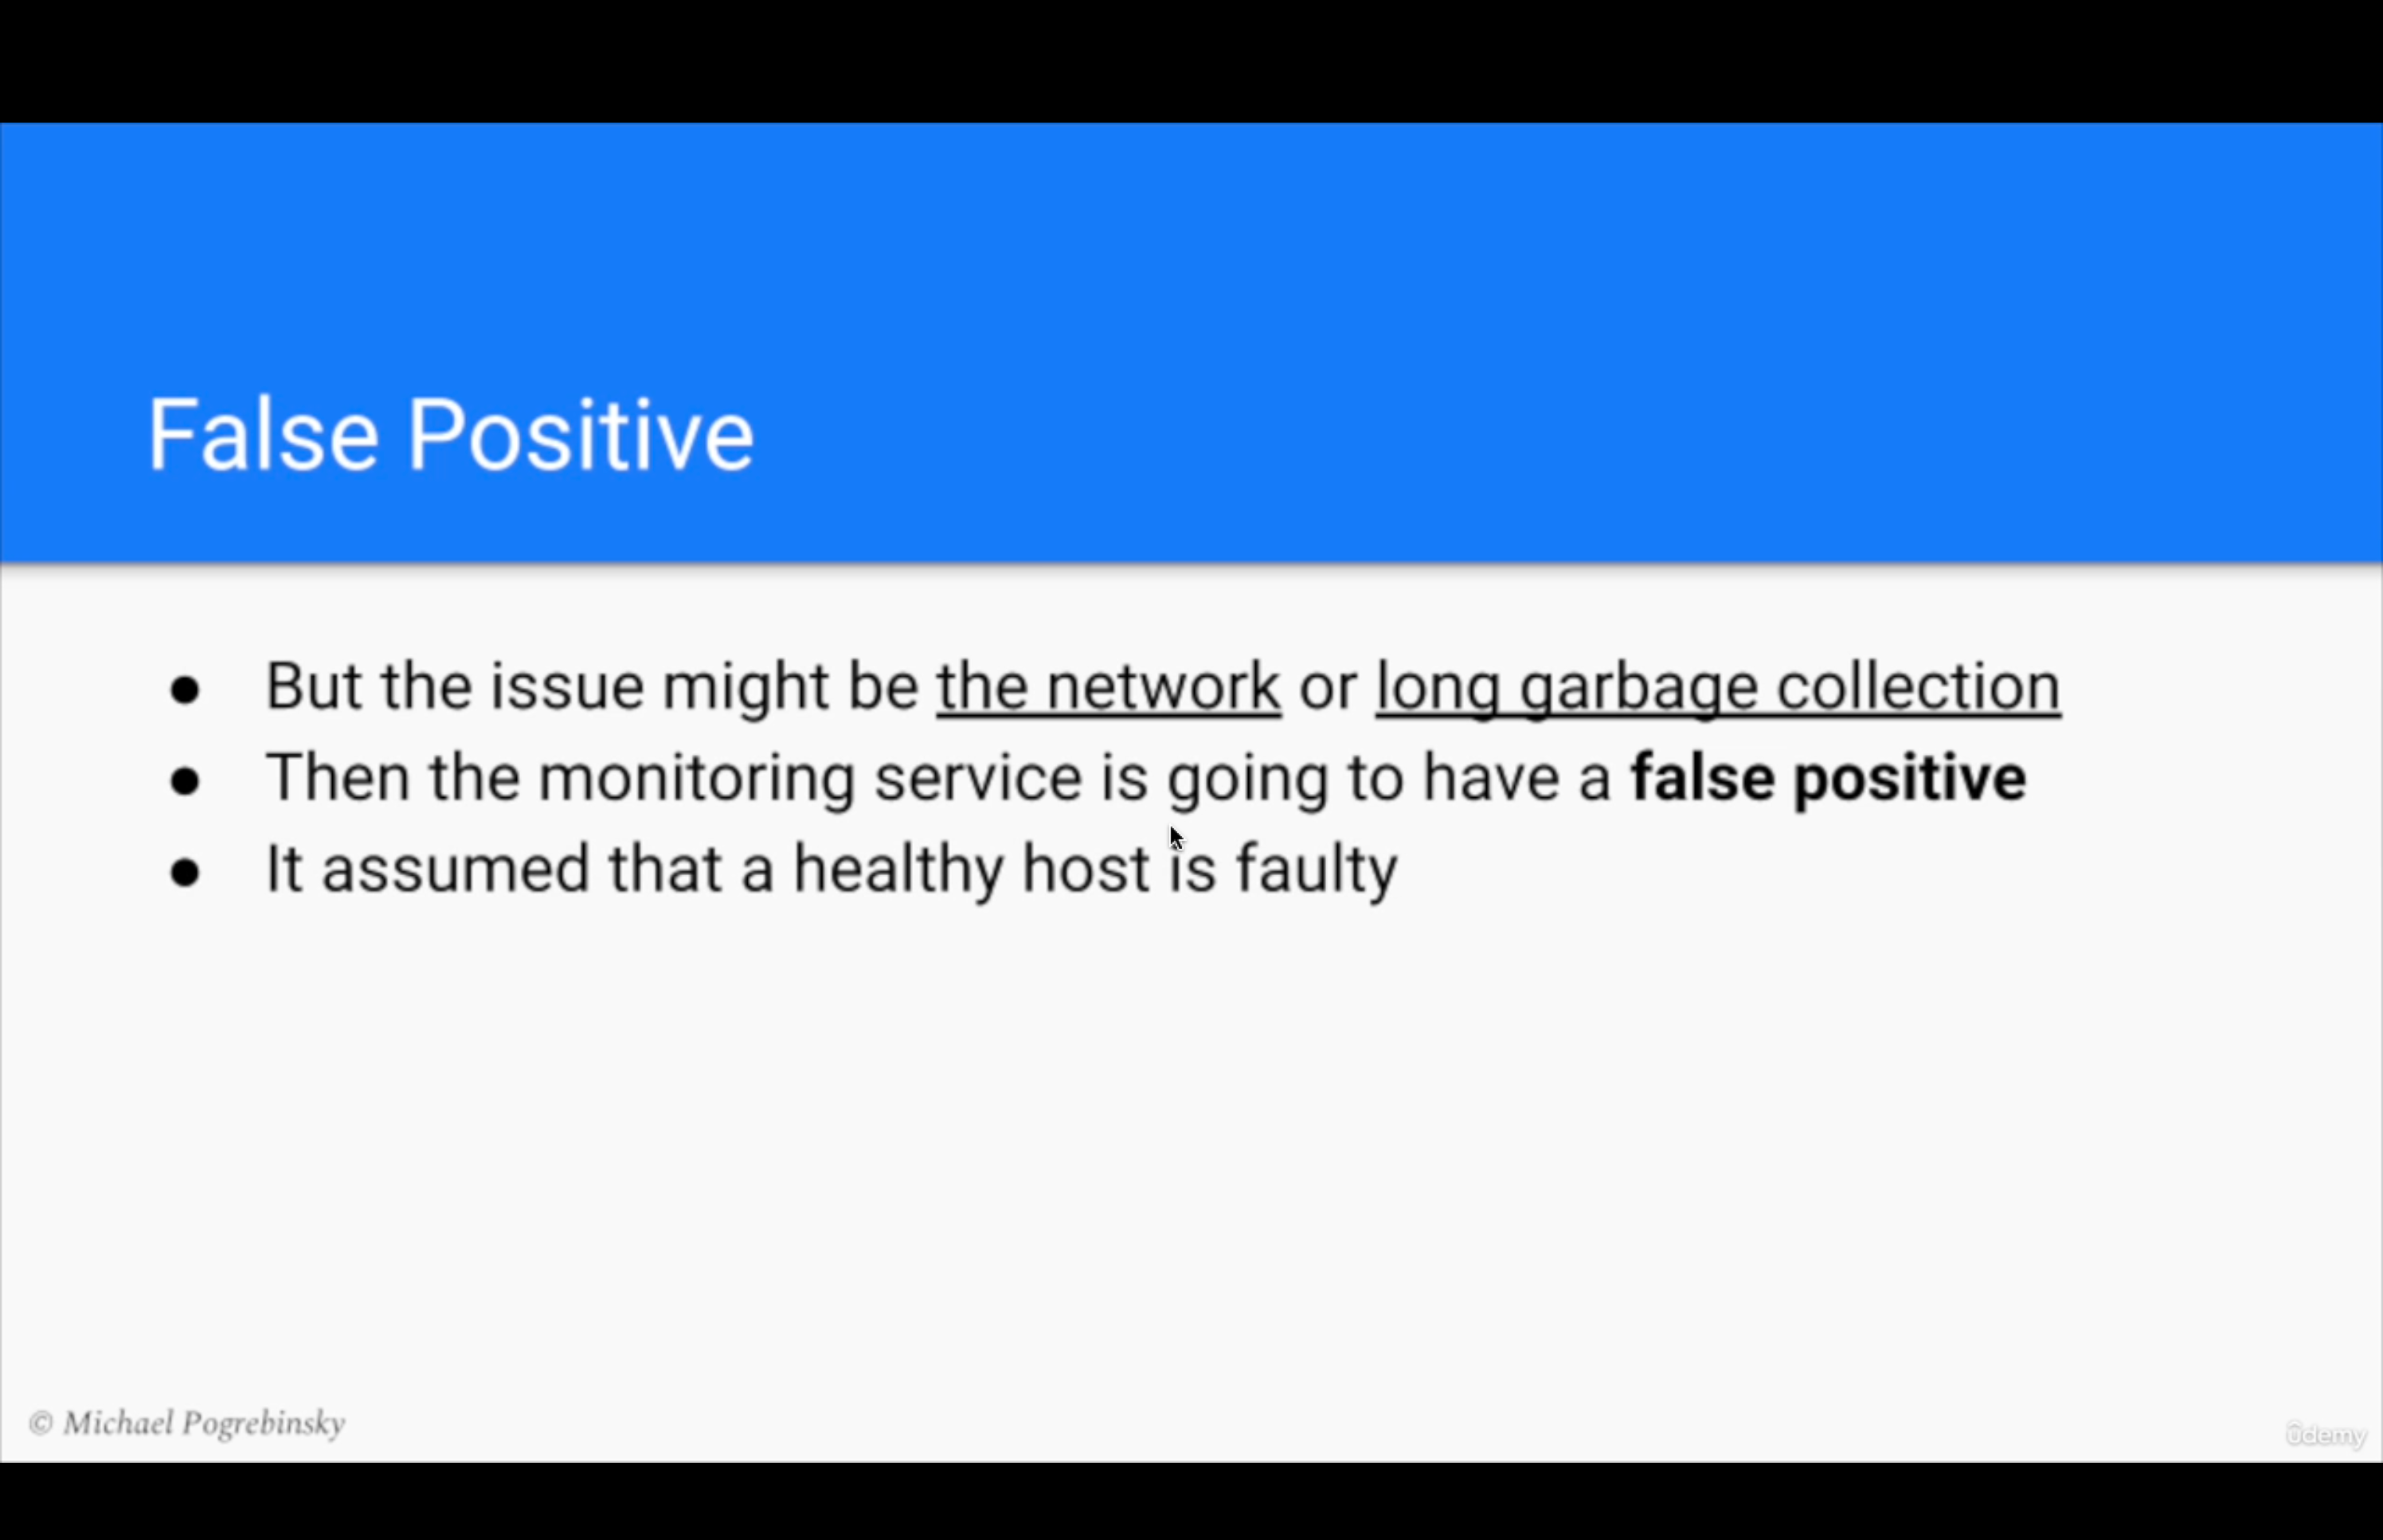 False Positive
● But the issue might be the network or long garbage collection
● Then the monitoring service is going to have a false positive
● It assumed that a healthy host is faulty
© Michael Pogrebinsky
ûdemy